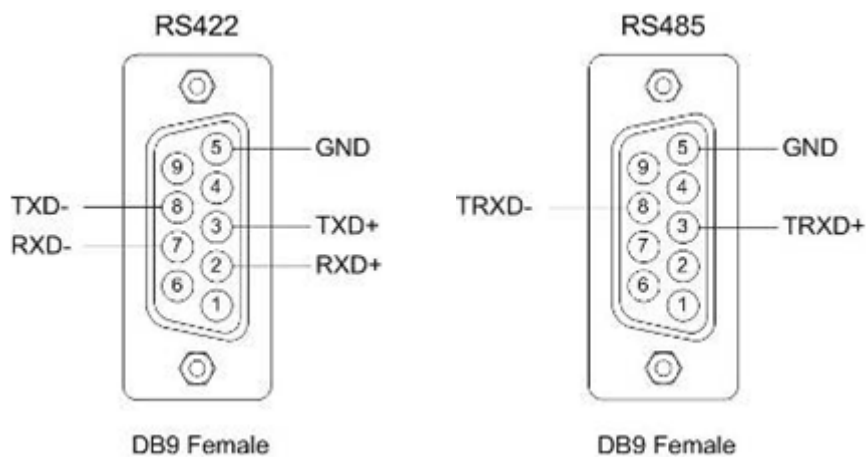 RS422
5
GND
9
4
TXD-
8
3
TXD+
RXD-
7
2
RXD+
6
1
DB9 Female
RS485
5
GND
9
4
TRXD-
8
3
TRXD+
7
2
6
1
DB9 Female